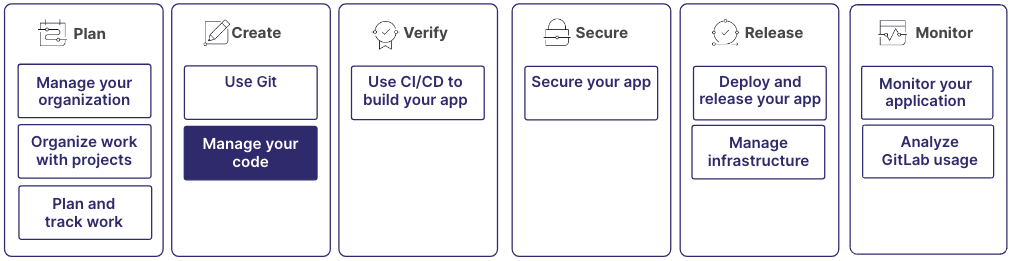 Plan
Manage your
organization
Organize work
with projects
Plan and
track work
Create
Use Git
Manage your
code
Verify
Use CI/CD to
build your app
Secure
Secure your app
Release
Deploy and
release your app
Manage
infrastructure
Monitor
Monitor your
application
Analyze
GitLab usage